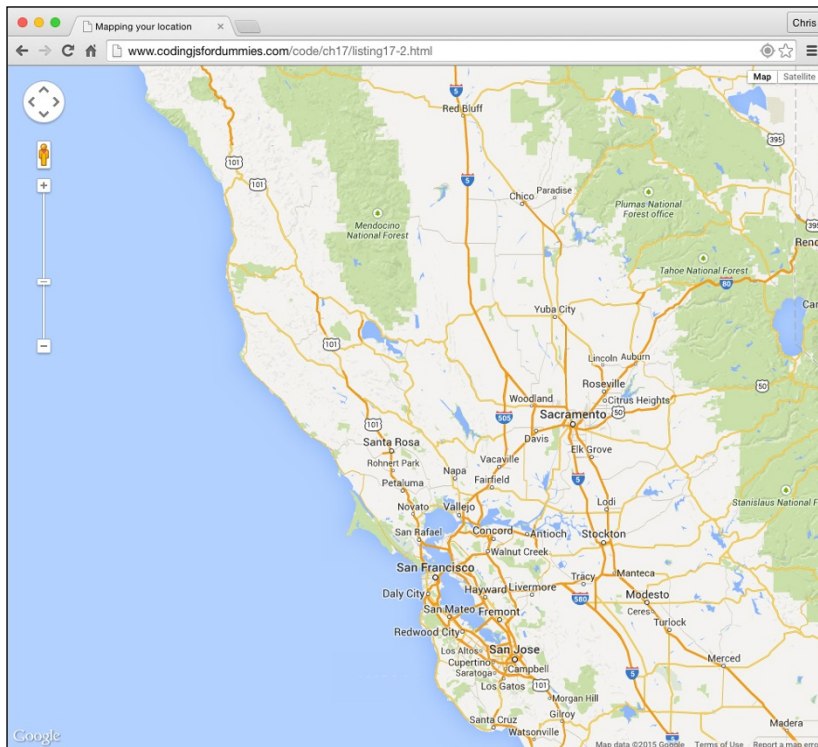 Mapping your location
Chris
www.codingjsfordummies.com/code/ch17/listing17-2.html
Map
Satellite
5
Red Bluff
395
101
101
5
Chico
Paradise
Plumas National
Forest office
Mendocino
National Forest
395
Tahoe National Forest
80
Yuba City
101
Lincoln
Auburn
Roseville
50
Woodland
Citrus Heights
505
Sacramento
50
101
Davis
Santa Rosa
Elk Grove
Rohnert Park
Vacaville
Napa
Fairfield
5
Petaluma
Novato
Vallejo
Lodi
San Rafael
Concord
Antioch
Stockton
Walnut Creek
San Francisco
Tracy
Manteca
Daly City
Hayward
Livermore
580
Modesto
San Mateo
Fremont
Ceres
Turlock
Redwood City
Los Altos
San Jose
Cupertino
Campbell
Merced
Saratoga
5
Los Gatos
101
Morgan Hill
Santa Cruz
Gilroy
Madera
Watsonville
5
Google
Map data ©2015 Google
Terms of Use
Report a map